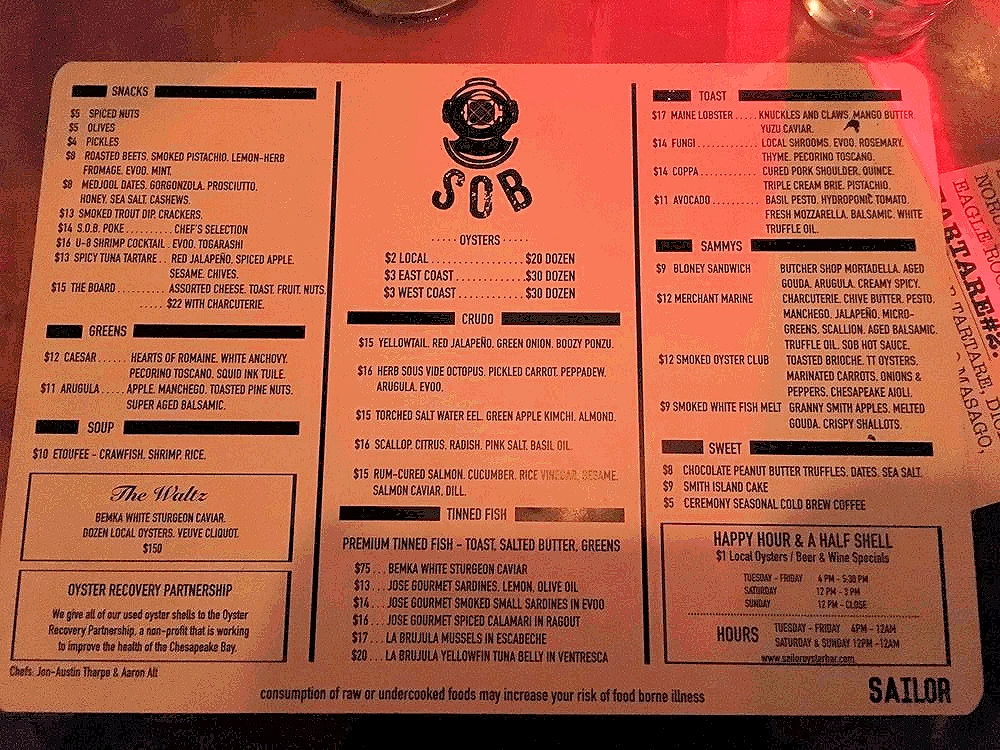 SNACKS
$5 SPICED NUTS
$5 OLIVES
$4 PICKLES
$8 ROASTED BEETS. SMOKED PISTACHIO. LEMON-HERB
FROMAGE. EVOO. MINT.
$8 MEDJOOL DATES. GORGONZOLA. PROSCIUTTO.
HONEY. SEA SALT. CASHEWS.
$13 SMOKED TROUT DIP. CRACKERS.
$14 S.O.B. POKE .......... CHEF'S SELECTION
$16 U-8 SHRIMP COCKTAIL . EVOO. TOGARASHI
$13 SPICY TUNA TARTARE .. RED JALAPEÑO. SPICED APPLE.
SESAME. CHIVES.
$15 THE BOARD .......... ASSORTED CHEESE. TOAST. FRUIT. NUTS.
..... $22 WITH CHARCUTERIE.
GREENS
$12 CAESAR ...... HEARTS OF ROMAINE. WHITE ANCHOVY.
PECORINO TOSCANO. SQUID INK TUILE.
$11 ARUGULA ..... APPLE. MANCHEGO. TOASTED PINE NUTS.
SUPER AGED BALSAMIC.
SOUP
$10 ETOUFEE - CRAWFISH. SHRIMP. RICE.
The Waltz
BEMKA WHITE STURGEON CAVIAR.
DOZEN LOCAL OYSTERS. VEUVE CLIQUOT.
$150
OYSTER RECOVERY PARTNERSHIP
We give all of our used oyster shells to the Oyster
Recovery Partnership, a non-profit that is working
to improve the health of the Chesapeake Bay.
Chefs: Jon-Austin Tharpe & Aaron Alt
SOB
..... OYSTERS .....
$2 LOCAL .................. $20 DOZEN
$3 EAST COAST ............. $30 DOZEN
$3 WEST COAST ............ $30 DOZEN
CRUDO
$15 YELLOWTAIL. RED JALAPEÑO. GREEN ONION. BOOZY PONZU.
$16 HERB SOUS VIDE OCTOPUS. PICKLED CARROT. PEPPADEW.
ARUGULA. EVOO.
$15 TORCHED SALT WATER EEL. GREEN APPLE KIMCHI. ALMOND.
$16 SCALLOP. CITRUS. RADISH. PINK SALT. BASIL OIL.
$15 RUM-CURED SALMON. CUCUMBER. RICE VINEGAR. SESAME.
SALMON CAVIAR. DILL.
TINNED FISH
PREMIUM TINNED FISH - TOAST. SALTED BUTTER. GREENS
$75 ... BEMKA WHITE STURGEON CAVIAR
$13 ... JOSE GOURMET SARDINES. LEMON. OLIVE OIL
$14 ... JOSE GOURMET SMOKED SMALL SARDINES IN EVOO
$16 ... JOSE GOURMET SPICED CALAMARI IN RAGOUT
$17 ... LA BRUJULA MUSSELS IN ESCABECHE
$20 ... LA BRUJULA YELLOWFIN TUNA BELLY IN VENTRESCA
TOAST
$17 MAINE LOBSTER ..... KNUCKLES AND CLAWS. MANGO BUTTER.
YUZU CAVIAR.
$14 FUNGI ............. LOCAL SHROOMS. EVOO. ROSEMARY.
THYME. PECORINO TOSCANO.
$14 COPPA ............. CURED PORK SHOULDER. QUINCE.
TRIPLE CREAM BRIE. PISTACHIO.
$11 AVOCADO .......... BASIL PESTO. HYDROPONIC TOMATO.
FRESH MOZZARELLA. BALSAMIC. WHITE
TRUFFLE OIL.
SAMMYS
$9 BLONEY SANDWICH BUTCHER SHOP MORTADELLA. AGED
GOUDA. ARUGULA. CREAMY SPICY.
$12 MERCHANT MARINE CHARCUTERIE. CHIVE BUTTER. PESTO.
MANCHEGO. JALAPEÑO. MICRO-
GREENS. SCALLION. AGED BALSAMIC.
TRUFFLE OIL. SOB HOT SAUCE.
$12 SMOKED OYSTER CLUB TOASTED BRIOCHE. TT OYSTERS.
MARINATED CARROTS, ONIONS &
PEPPERS. CHESAPEAKE AIOLI.
$9 SMOKED WHITE FISH MELT GRANNY SMITH APPLES. MELTED
GOUDA. CRISPY SHALLOTS.
SWEET
$8 CHOCOLATE PEANUT BUTTER TRUFFLES. DATES. SEA SALT.
$9 SMITH ISLAND CAKE
$5 CEREMONY SEASONAL COLD BREW COFFEE
HAPPY HOUR & A HALF SHELL
$1 Local Oysters / Beer & Wine Specials
TUESDAY - FRIDAY 4 PM - 5:30 PM
SATURDAY 12 PM - 3 PM
SUNDAY 12 PM - CLOSE
HOURS TUESDAY - FRIDAY 4PM - 12AM
SATURDAY & SUNDAY 12PM -12AM
www.sailoroysterbar.com
SAILOR
consumption of raw or undercooked foods may increase your risk of food borne illness
EAGLE RO
TARTARE#2.
TARTARE,
MASAGO,